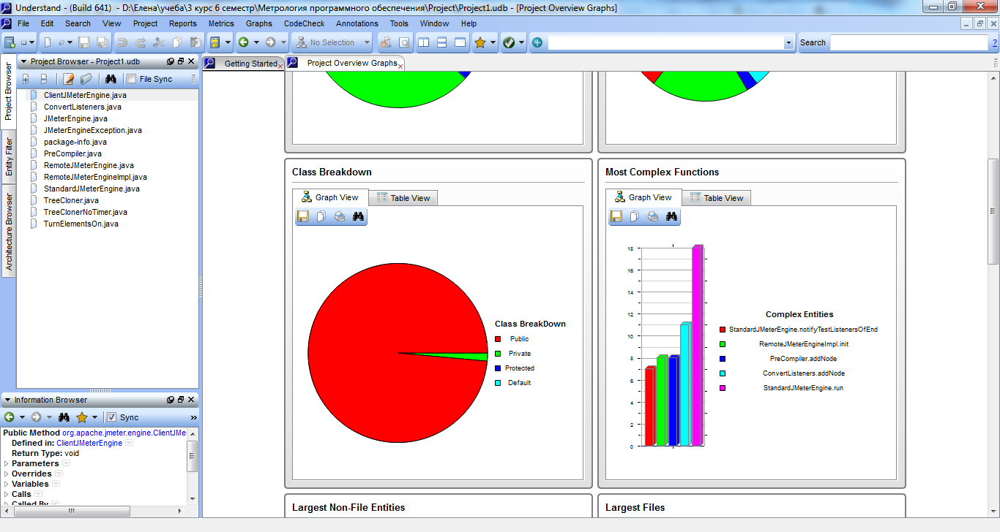 Understand - (Build 641)  - D:\Елена\учеба\3 курс 6 семестр\Метрология программного обеспечения\Project\Project1.udb - [Project Overview Graphs]
File Edit Search View Project Reports Metrics Graphs CodeCheck Annotations Tools Window Help
No Selection
Search
?
Project Browser - Project1.udb
Getting Started
Project Overview Graphs
File Sync
Project Browser
Entity Filter
Architecture Browser
ClientJMeterEngine.java
ConvertListeners.java
JMeterEngine.java
JMeterEngineException.java
package-info.java
PreCompiler.java
RemoteJMeterEngine.java
RemoteJMeterEngineImpl.java
StandardJMeterEngine.java
TreeCloner.java
TreeClonerNoTimer.java
TurnElementsOn.java
Information Browser
Sync
»
Public Method org.apache.jmeter.engine.ClientJMe
Defined in: ClientJMeterEngine
Return Type: void
Parameters
Overrides
Variables
Calls
Called By
Class Breakdown
Graph View
Table View
Class BreakDown
Public
Private
Protected
Default
Most Complex Functions
Graph View
Table View
18
16
14
12
10
8
6
4
2
0
Complex Entities
StandardJMeterEngine.notifyTestListenersOfEnd
RemoteJMeterEngineImpl.init
PreCompiler.addNode
ConvertListeners.addNode
StandardJMeterEngine.run
Largest Non-File Entities
Largest Files